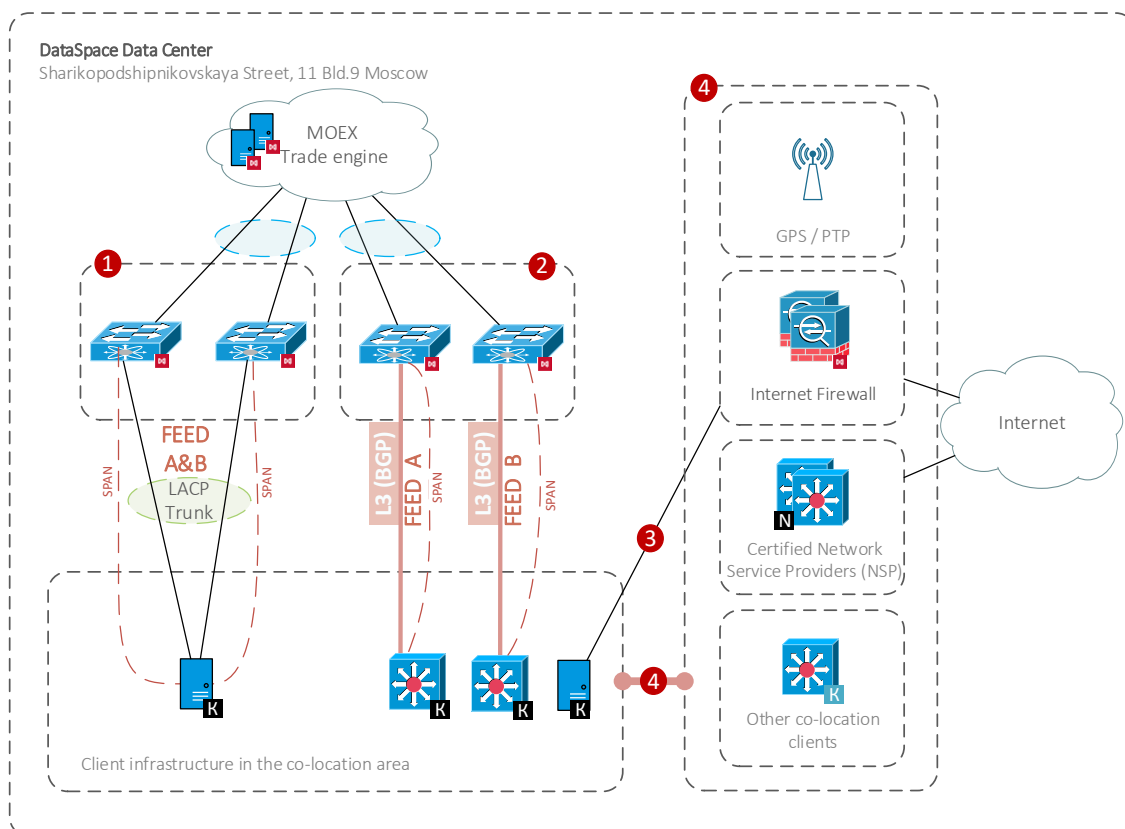 DataSpace Data Center
Sharikopodshipnikovskaya Street, 11 Bld.9 Moscow
MOEX
Trade engine
4
GPS / PTP
1
2
Internet Firewall
Internet
FEED
A&B
SPAN
SPAN
LACP
Trunk
L3 (BGP)
FEED A
SPAN
L3 (BGP)
FEED B
SPAN
3
N
Certified Network
Service Providers (NSP)
K
K
K
K
4
K
Other co-location
clients
Client infrastructure in the co-location area